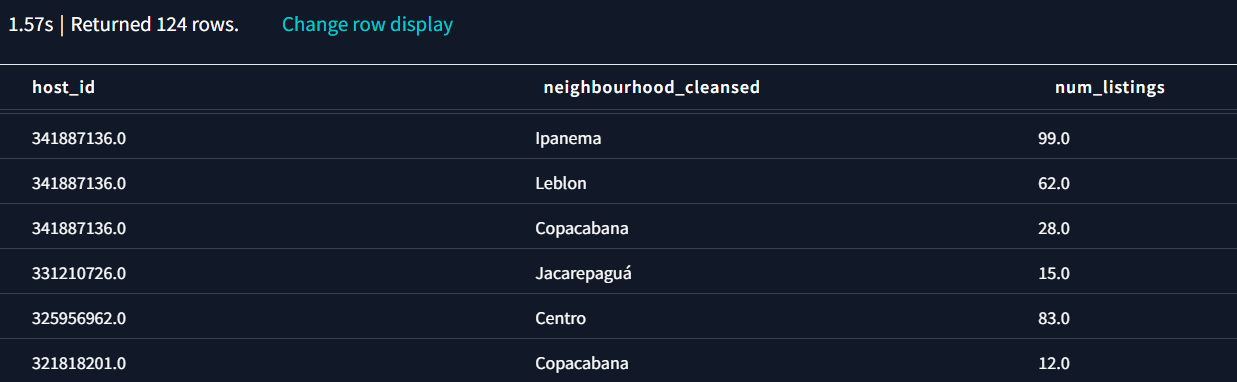 1.57s | Returned 124 rows. Change row display
host_id neighbourhood_cleansed num_listings
341887136.0 Ipanema 99.0
341887136.0 Leblon 62.0
341887136.0 Copacabana 28.0
331210726.0 Jacarepaguá 15.0
325956962.0 Centro 83.0
321818201.0 Copacabana 12.0